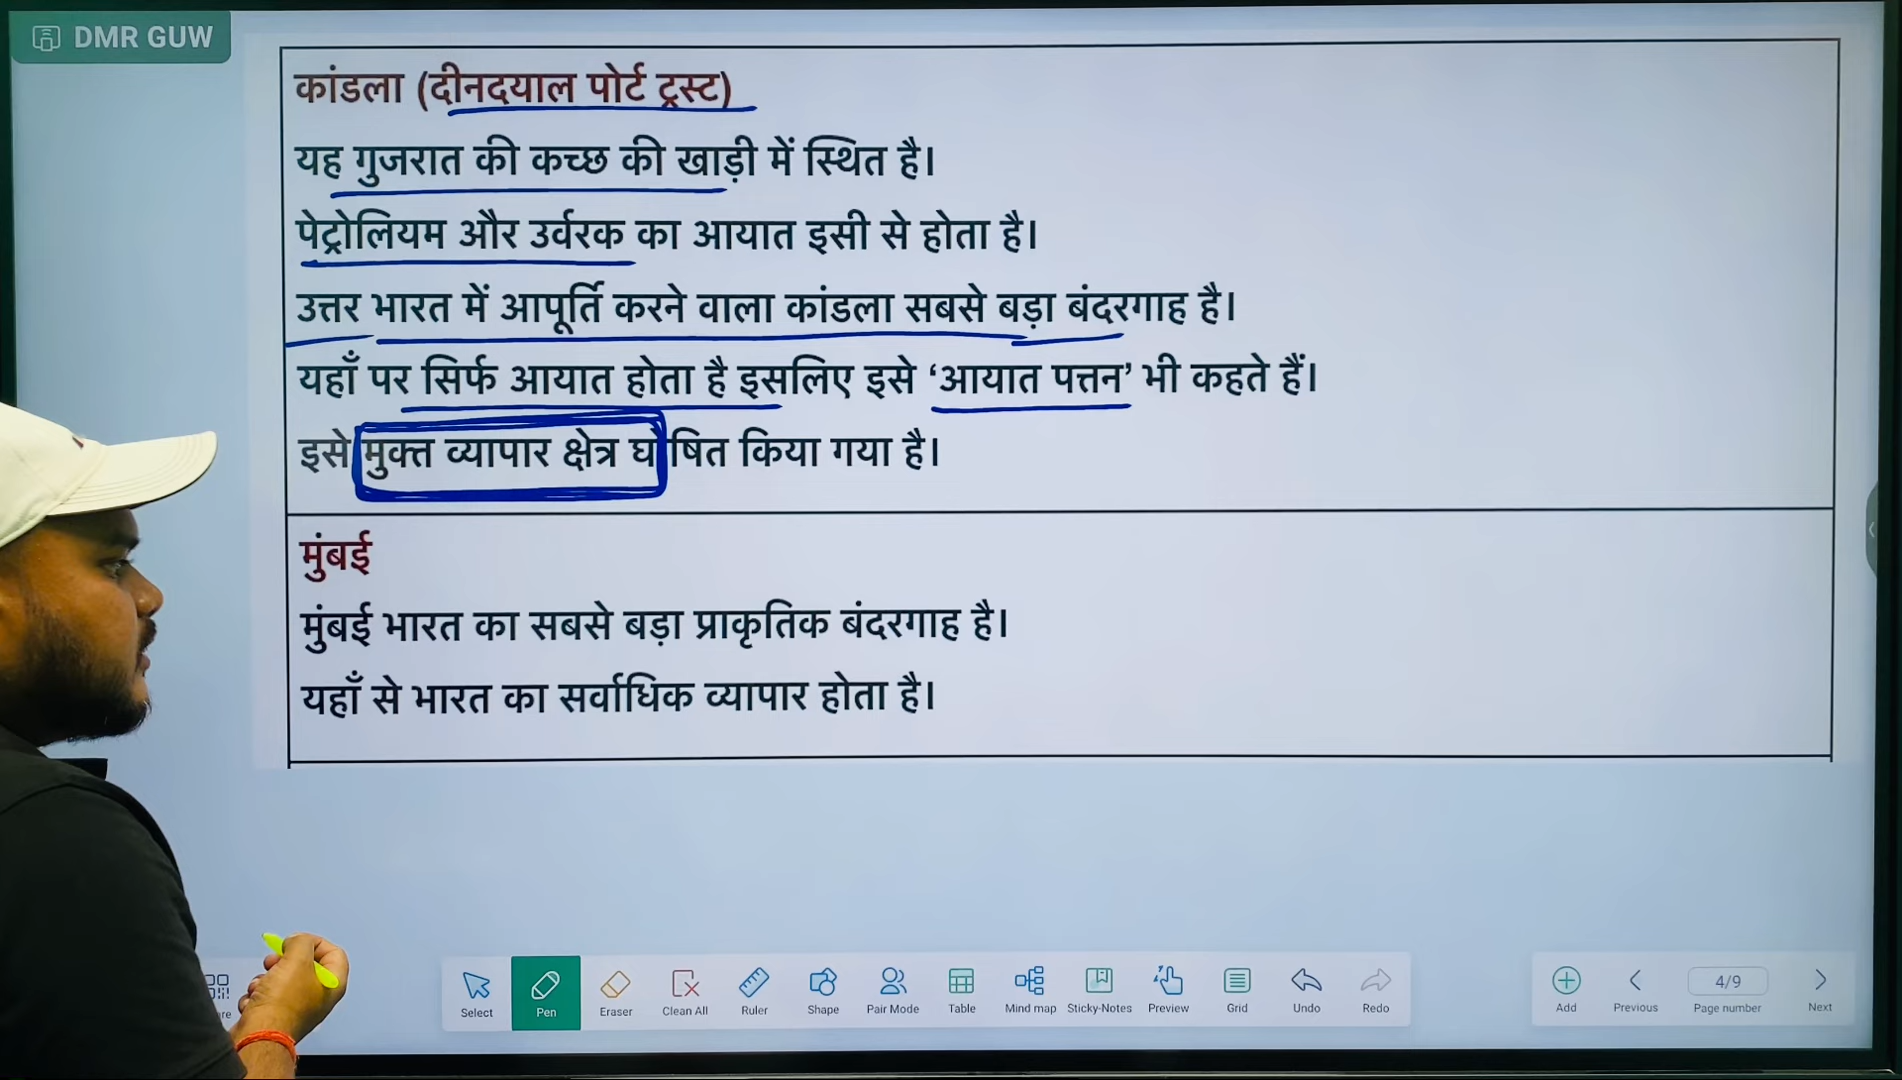 DMR GUW
कांडला (दीनदयाल पोर्ट ट्रस्ट)
यह गुजरात की कच्छ की खाड़ी में स्थित है।
पेट्रोलियम और उर्वरक का आयात इसी से होता है।
उत्तर भारत में आपूर्ति करने वाला कांडला सबसे बड़ा बंदरगाह है।
यहाँ पर सिर्फ आयात होता है इसलिए इसे ‘आयात पत्तन’ भी कहते हैं।
इसे मुक्त व्यापार क्षेत्र घोषित किया गया है।
मुंबई
मुंबई भारत का सबसे बड़ा प्राकृतिक बंदरगाह है।
यहाँ से भारत का सर्वाधिक व्यापार होता है।
Select Pen Eraser Clean All Ruler Shape Pair Mode Table Mind map Sticky-Notes Preview Grid Undo Redo
4/9
Add Previous Page number Next